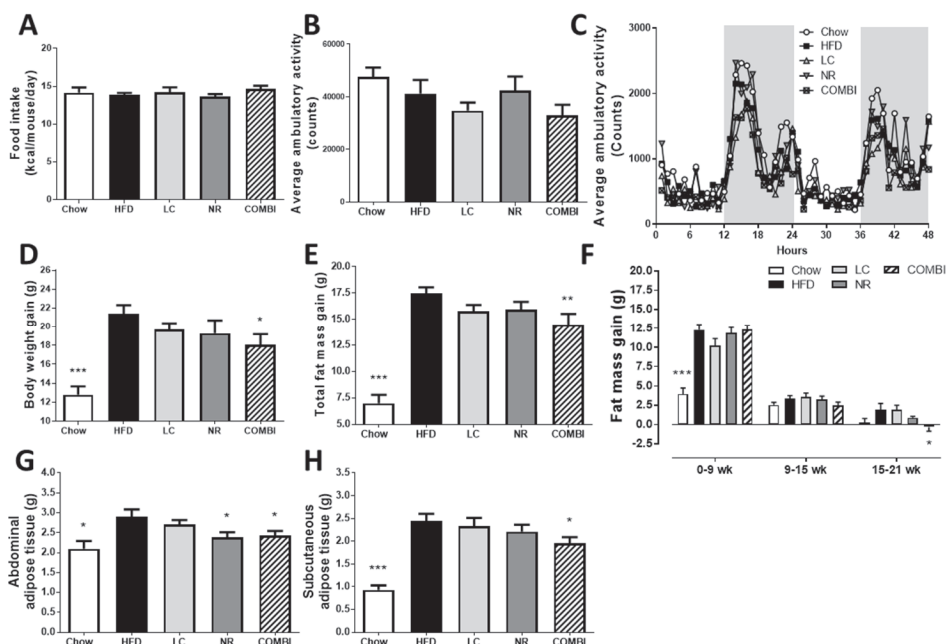 A
Food intake
(kcal/mouse/day)
20
15
10
5
0
Chow
HFD
LC
NR
COMBI
B
Average ambulatory activity
(counts)
60000
40000
20000
0
Chow
HFD
LC
NR
COMBI
C
Average ambulatory activity
(Counts)
3000
2000
1000
0
0
6
12
18
24
30
36
42
48
Hours
Chow
HFD
LC
NR
COMBI
D
Body weight gain (g)
26
24
22
20
18
16
14
12
10
***
*
Chow
HFD
LC
NR
COMBI
E
Total fat mass gain (g)
20.0
17.5
15.0
12.5
10.0
7.5
5.0
***
**
Chow
HFD
LC
NR
COMBI
F
Chow
LC
COMBI
HFD
NR
Fat mass gain (g)
20.0
17.5
15.0
12.5
10.0
7.5
5.0
2.5
0.0
-2.5
***
*
0-9 wk
9-15 wk
15-21 wk
G
Abdominal
adipose tissue (g)
4.0
3.5
3.0
2.5
2.0
1.5
1.0
0.5
0.0
*
*
*
Chow
HFD
LC
NR
COMBI
H
Subcutaneous
adipose tissue (g)
3.5
3.0
2.5
2.0
1.5
1.0
0.5
0.0
***
*
Chow
HFD
LC
NR
COMBI